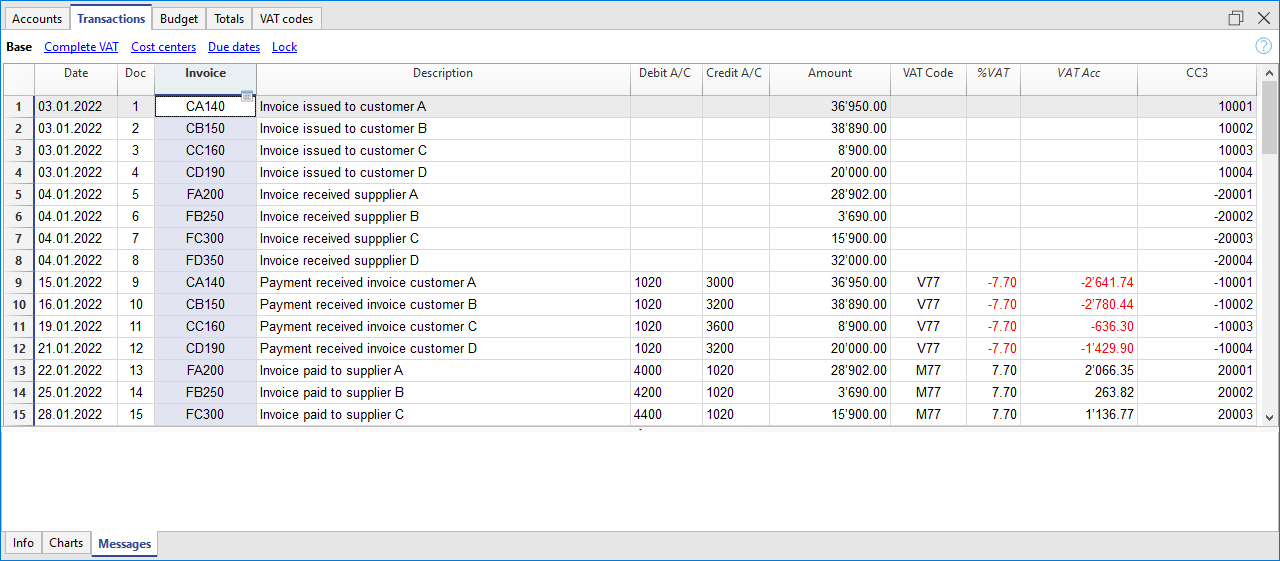 Accounts Transactions Budget Totals VAT codes
Base Complete VAT Cost centers Due dates Lock ?
Date Doc Invoice Description Debit A/C Credit A/C Amount VAT Code %VAT VAT Acc CC3
1 03.01.2022 1 CA140 Invoice issued to customer A 36'950.00 10001
2 03.01.2022 2 CB150 Invoice issued to customer B 38'890.00 10002
3 03.01.2022 3 CC160 Invoice issued to customer C 8'900.00 10003
4 03.01.2022 4 CD190 Invoice issued to customer D 20'000.00 10004
5 04.01.2022 5 FA200 Invoice received suppplier A 28'902.00 -20001
6 04.01.2022 6 FB250 Invoice received suppplier B 3'690.00 -20002
7 04.01.2022 7 FC300 Invoice received suppplier C 15'900.00 -20003
8 04.01.2022 8 FD350 Invoice received suppplier D 32'000.00 -20004
9 15.01.2022 9 CA140 Payment received invoice customer A 1020 3000 36'950.00 V77 -7.70 -2'641.74 -10001
10 16.01.2022 10 CB150 Payment received invoice customer B 1020 3200 38'890.00 V77 -7.70 -2'780.44 -10002
11 19.01.2022 11 CC160 Payment received invoice customer C 1020 3600 8'900.00 V77 -7.70 -636.30 -10003
12 21.01.2022 12 CD190 Payment received invoice customer D 1020 3200 20'000.00 V77 -7.70 -1'429.90 -10004
13 22.01.2022 13 FA200 Invoice paid to supplier A 4000 1020 28'902.00 M77 7.70 2'066.35 20001
14 25.01.2022 14 FB250 Invoice paid to supplier B 4200 1020 3'690.00 M77 7.70 263.82 20002
15 28.01.2022 15 FC300 Invoice paid to supplier C 4400 1020 15'900.00 M77 7.70 1'136.77 20003
Info Charts Messages